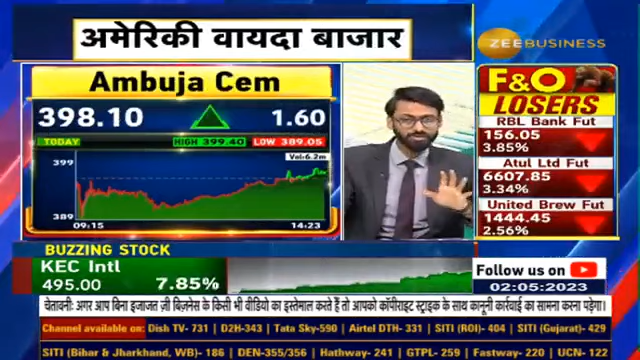 अमेरिकी वायदा बाजार
ZEE BUSINESS
Ambuja Cem
398.10 1.60
TODAY HIGH 399.40 LOW 389.05
Vol:6.2m
399
389
09:15 14:23
F&O
LOSERS
RBL Bank Fut
156.05
3.85%
Atul Ltd Fut
6607.85
3.34%
United Brew Fut
1444.45
2.56%
BUZZING STOCK
KEC Intl
495.00 7.85%
Follow us on
02:05:2023
चेतावनी: अगर आप बिना इजाजत ज़ी बिज़नेस के किसी भी वीडियो का इस्तेमाल करते हैं तो आपको कॉपीराइट स्ट्राइक के साथ कानूनी कार्रवाई का सामना करना पड़ेगा।
Channel available on: Dish TV- 731 | D2H-343 | Tata Sky-590 | Airtel DTH- 331 | SITI (ROI) - 404 | SITI (Gujarat) - 429
SITI (Bihar & Jharkhand, WB)- 186 | DEN-355/356 | Hathway- 241 | GTPL- 259 | Fastway- 220 | UCN- 122